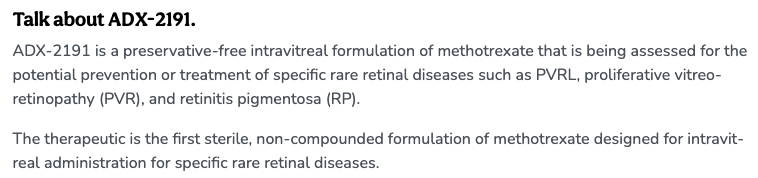 Talk about ADX-2191.
ADX-2191 is a preservative-free intravitreal formulation of methotrexate that is being assessed for the
potential prevention or treatment of specific rare retinal diseases such as PVRL, proliferative vitreo-
retinopathy (PVR), and retinitis pigmentosa (RP).
The therapeutic is the first sterile, non-compounded formulation of methotrexate designed for intravit-
real administration for specific rare retinal diseases.